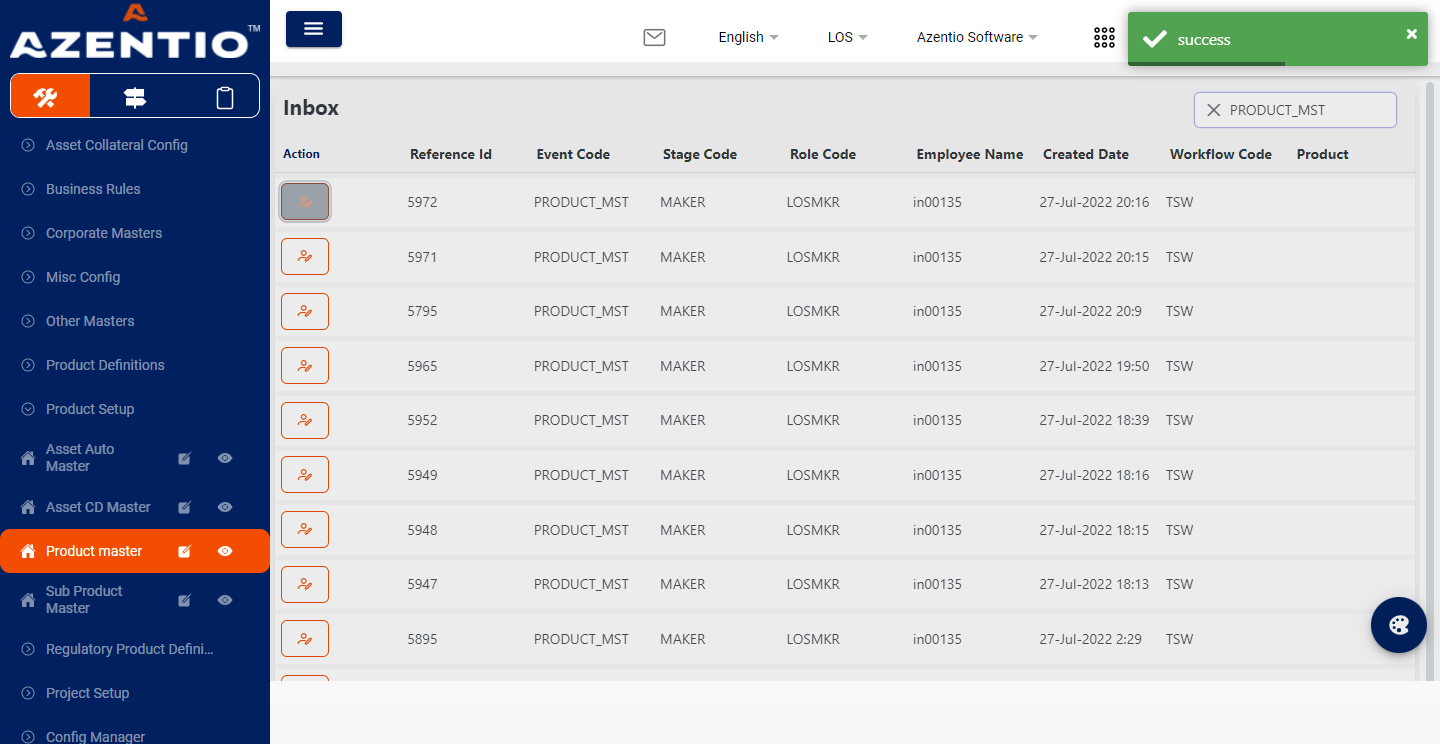 AZENTIO™
English
LOS
Azentio Software
success
Asset Collateral Config
Business Rules
Corporate Masters
Misc Config
Other Masters
Product Definitions
Product Setup
Asset Auto
Master
Asset CD Master
Product master
Sub Product
Master
Regulatory Product Defini...
Project Setup
Config Manager
Inbox
PRODUCT_MST
Action Reference Id Event Code Stage Code Role Code Employee Name Created Date Workflow Code Product
5972 PRODUCT_MST MAKER LOSMKR in00135 27-Jul-2022 20:16 TSW
5971 PRODUCT_MST MAKER LOSMKR in00135 27-Jul-2022 20:15 TSW
5795 PRODUCT_MST MAKER LOSMKR in00135 27-Jul-2022 20:9 TSW
5965 PRODUCT_MST MAKER LOSMKR in00135 27-Jul-2022 19:50 TSW
5952 PRODUCT_MST MAKER LOSMKR in00135 27-Jul-2022 18:39 TSW
5949 PRODUCT_MST MAKER LOSMKR in00135 27-Jul-2022 18:16 TSW
5948 PRODUCT_MST MAKER LOSMKR in00135 27-Jul-2022 18:15 TSW
5947 PRODUCT_MST MAKER LOSMKR in00135 27-Jul-2022 18:13 TSW
5895 PRODUCT_MST MAKER LOSMKR in00135 27-Jul-2022 2:29 TSW